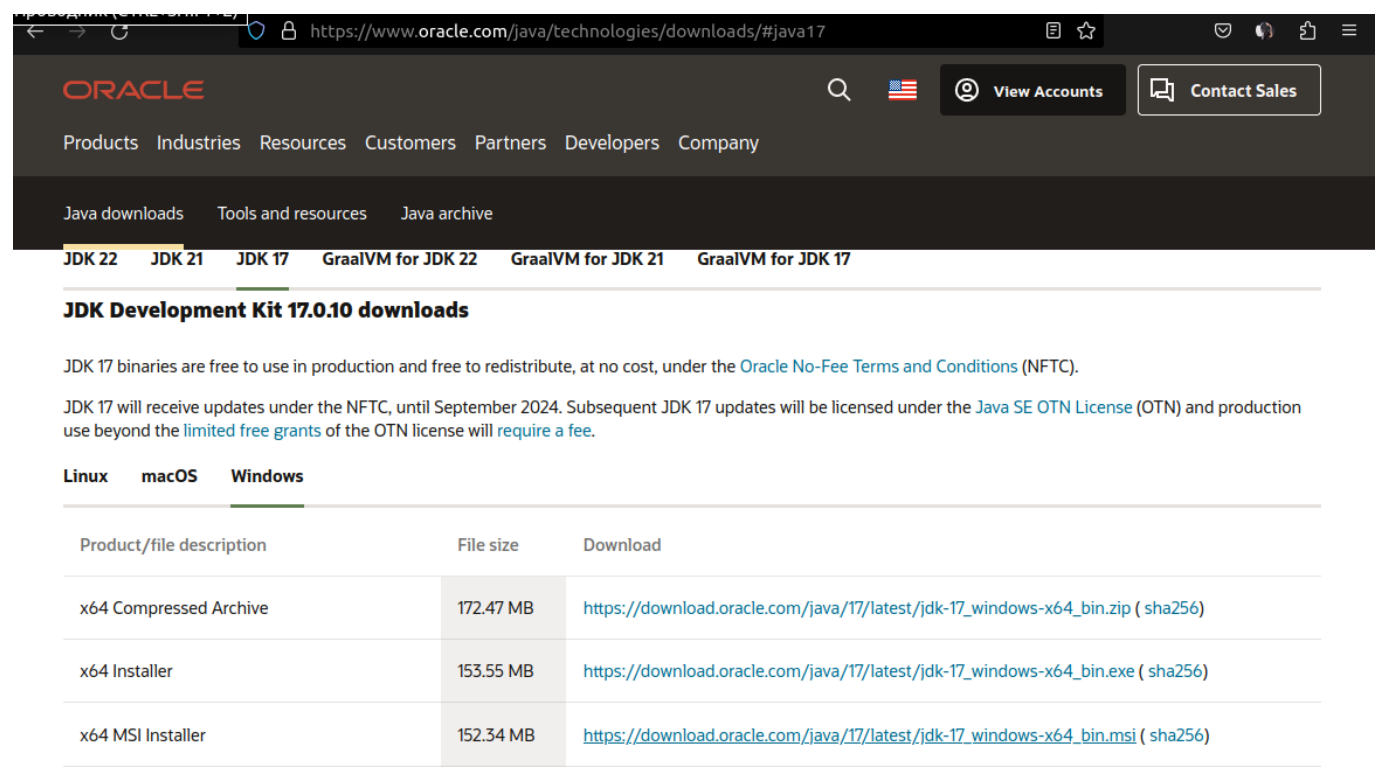 Проводник (CTRL+SHIFT+E)
https://www.oracle.com/java/technologies/downloads/#java17
ORACLE
View Accounts
Contact Sales
Products Industries Resources Customers Partners Developers Company
Java downloads Tools and resources Java archive
JDK 22 JDK 21 JDK 17 GraalVM for JDK 22 GraalVM for JDK 21 GraalVM for JDK 17
JDK Development Kit 17.0.10 downloads
JDK 17 binaries are free to use in production and free to redistribute, at no cost, under the Oracle No-Fee Terms and Conditions (NFTC).
JDK 17 will receive updates under the NFTC, until September 2024. Subsequent JDK 17 updates will be licensed under the Java SE OTN License (OTN) and production
use beyond the limited free grants of the OTN license will require a fee.
Linux macOS Windows
Product/file description File size Download
x64 Compressed Archive 172.47 MB https://download.oracle.com/java/17/latest/jdk-17_windows-x64_bin.zip ( sha256)
x64 Installer 153.55 MB https://download.oracle.com/java/17/latest/jdk-17_windows-x64_bin.exe ( sha256)
x64 MSI Installer 152.34 MB https://download.oracle.com/java/17/latest/jdk-17_windows-x64_bin.msi ( sha256)